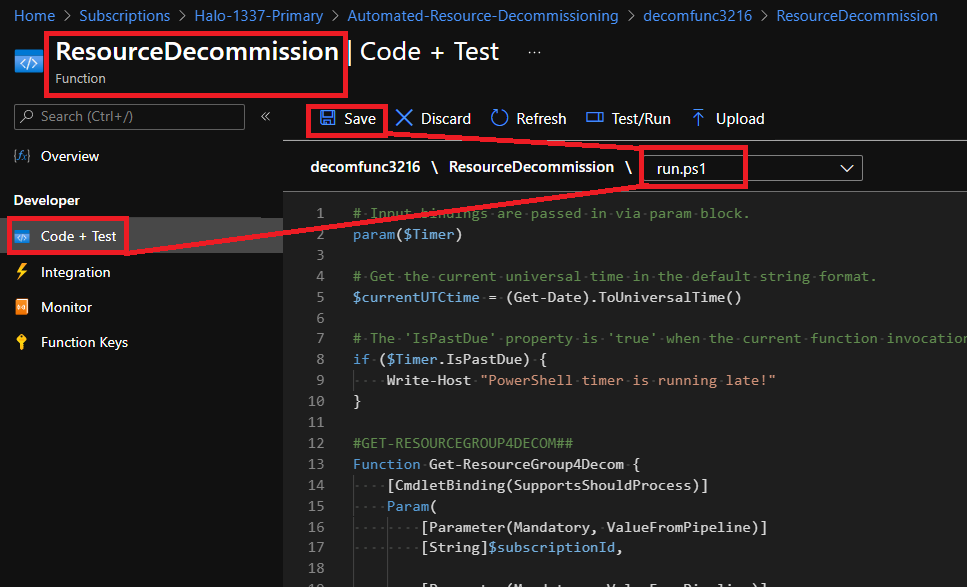 Home > Subscriptions > Halo-1337-Primary > Automated-Resource-Decommissioning > decomfunc3216 > ResourceDecommission
ResourceDecommission | Code + Test ...
Function
Search (Ctrl+/) «
Save Discard Refresh Test/Run Upload
Overview
Developer
Code + Test
Integration
Monitor
Function Keys
decomfunc3216 \ ResourceDecommission \ run.ps1
1 # Input bindings are passed in via param block.
2 param($Timer)
3
4 # Get the current universal time in the default string format.
5 $currentUTCtime = (Get-Date).ToUniversalTime()
6
7 # The 'IsPastDue' property is 'true' when the current function invocation
8 if ($Timer.IsPastDue) {
9     Write-Host "PowerShell timer is running late!"
10 }
11
12 #GET-RESOURCEGROUP4DECOM##
13 Function Get-ResourceGroup4Decom {
14     [CmdletBinding(SupportsShouldProcess)]
15     Param(
16         [Parameter(Mandatory, ValueFromPipeline)]
17         [String]$subscriptionId,
18